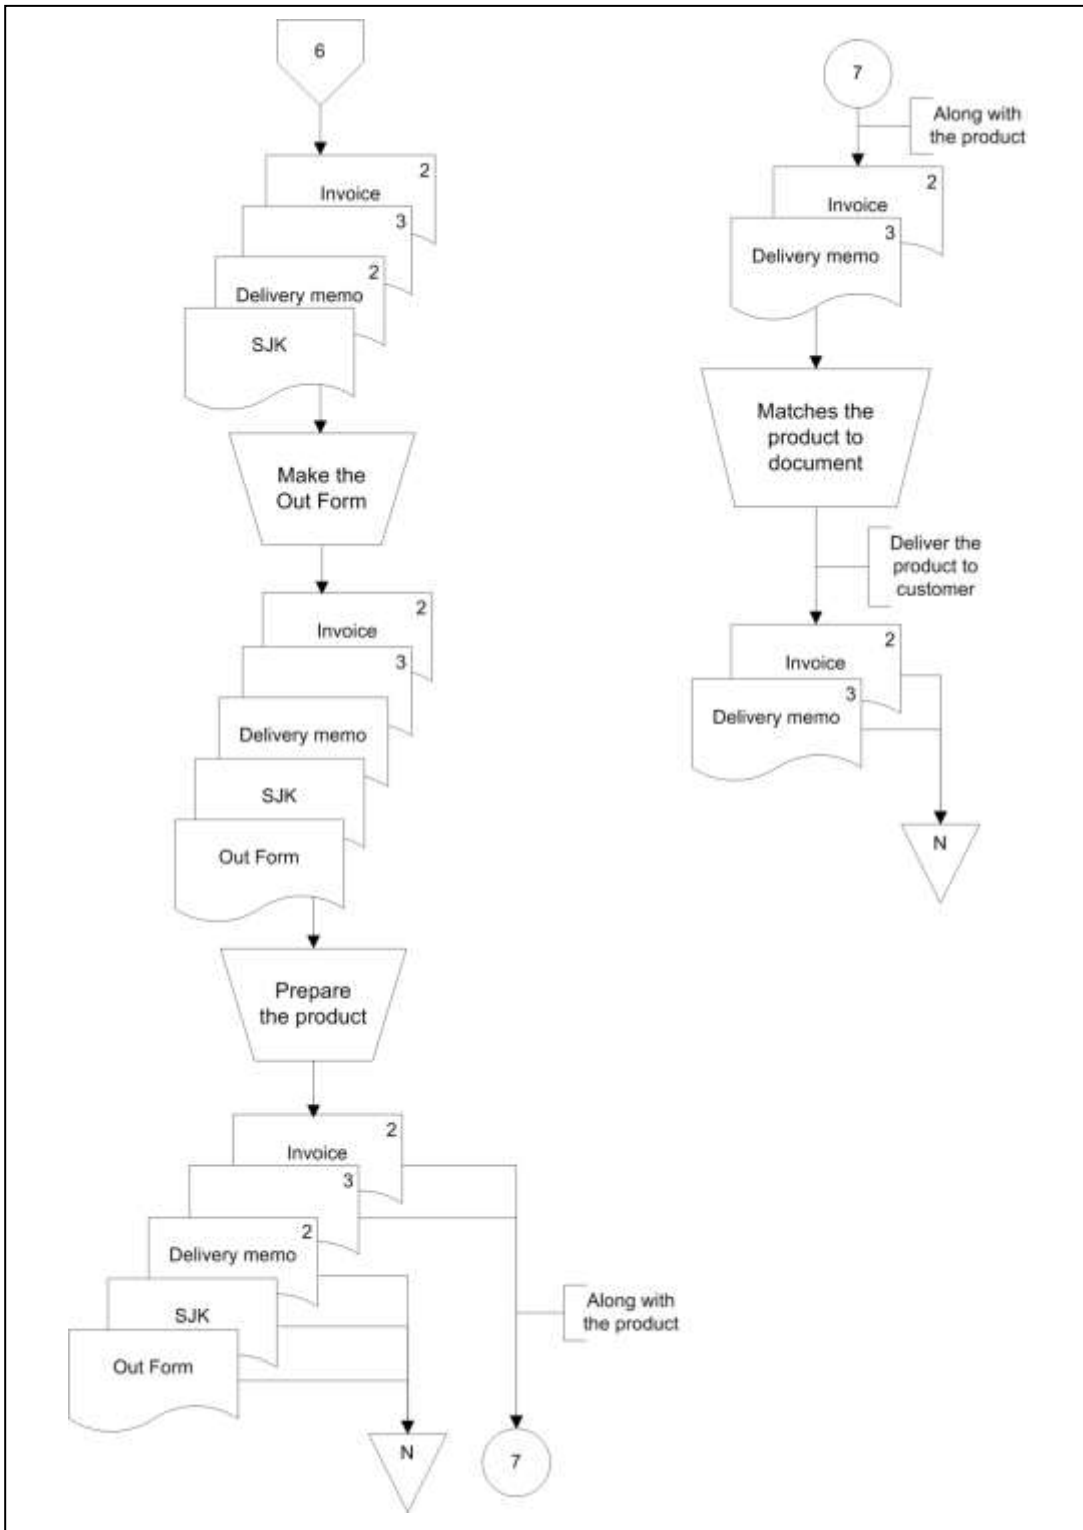 6
2
Invoice
3
2
Delivery memo
SJK
Make the
Out Form
2
Invoice
3
Delivery memo
SJK
Out Form
Prepare
the product
2
Invoice
3
2
Delivery memo
SJK
Out Form
Along with
the product
N
7
7
Along with
the product
2
Invoice
3
Delivery memo
Matches the
product to
document
Deliver the
product to
customer
2
Invoice
3
Delivery memo
N